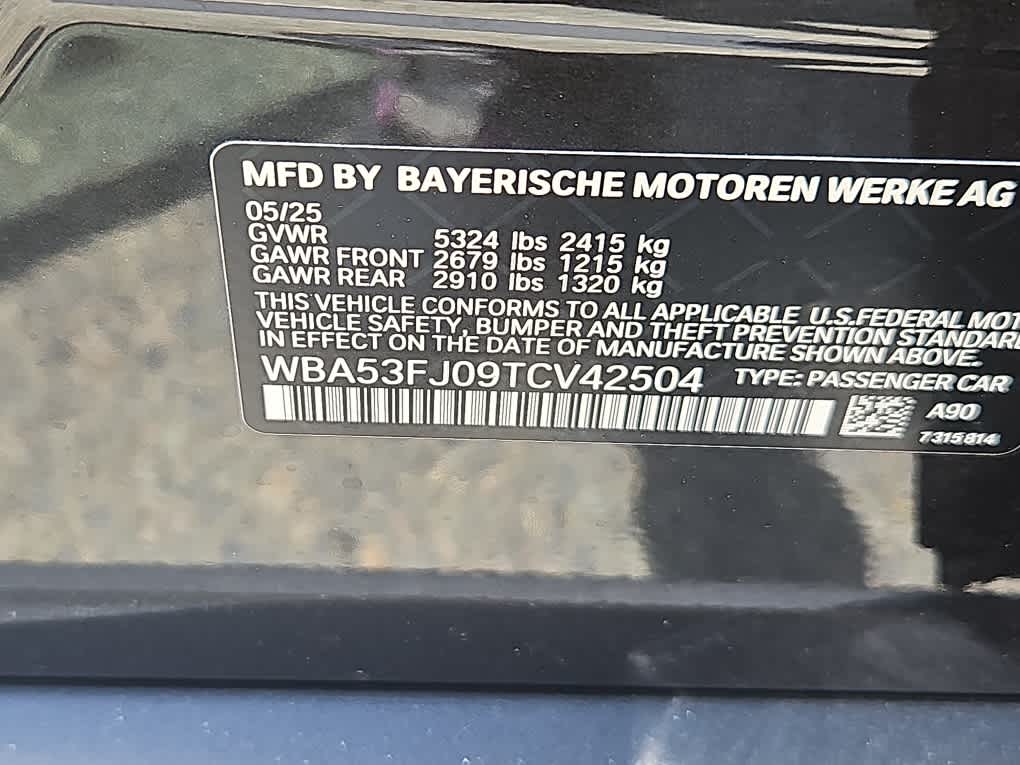 MFD BY BAYERISCHE MOTOREN WERKE AG
05/25
GVWR 5324 lbs 2415 kg
GAWR FRONT 2679 lbs 1215 kg
GAWR REAR 2910 lbs 1320 kg
THIS VEHICLE CONFORMS TO ALL APPLICABLE U.S.FEDERAL MOT
VEHICLE SAFETY, BUMPER AND THEFT PREVENTION STANDARD
IN EFFECT ON THE DATE OF MANUFACTURE SHOWN ABOVE.
WBA53FJ09TCV42504 TYPE: PASSENGER CAR
A90
7315814